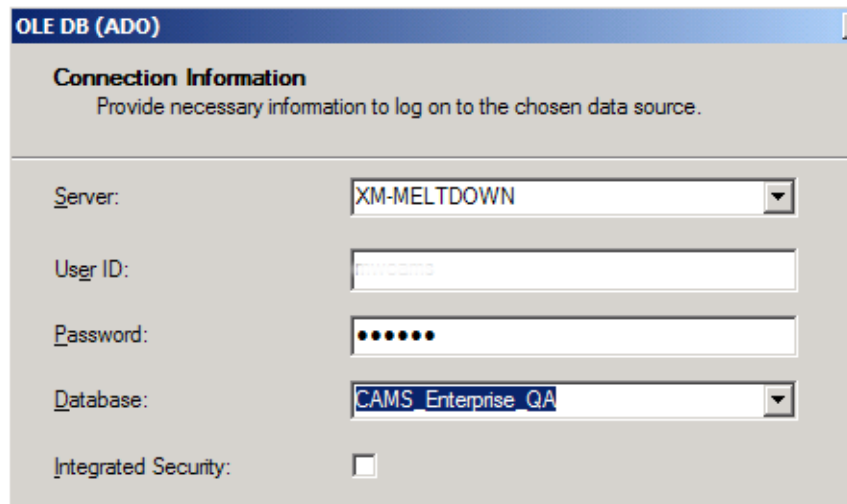 OLE DB (ADO)
Connection Information
Provide necessary information to log on to the chosen data source.
Server: XM-MELTDOWN
User ID:
Password: ••••••
Database: CAMS_Enterprise_QA
Integrated Security: